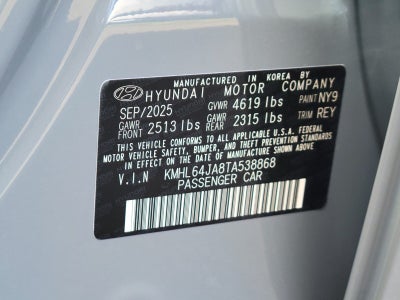 MANUFACTURED IN KOREA BY
HYUNDAI MOTOR COMPANY
SEP/2025 GVWR 4619 lbs PAINT NY9
GAWR FRONT 2513 lbs GAWR REAR 2315 lbs TRIM REY
THIS VEHICLE CONFORMS TO ALL APPLICABLE U.S.A. FEDERAL
MOTOR VEHICLE SAFETY, BUMPER, AND THEFT PREVENTION STANDARDS
IN EFFECT ON THE DATE OF MANUFACTURE SHOWN ABOVE.
V.I.N KMHL64JA8TA538868
PASSENGER CAR